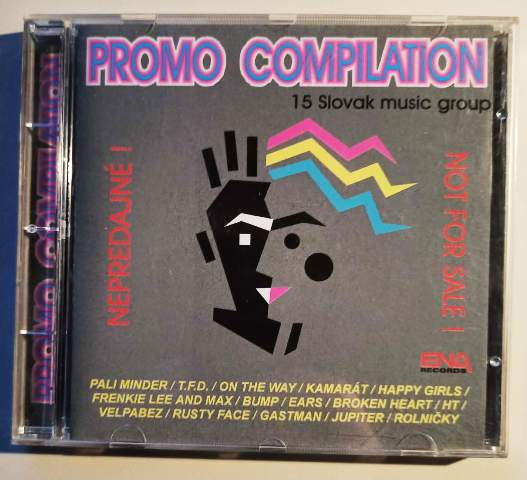 PROMO COMPILATION
15 Slovak music group
NEPREDAJNÉ !
NOT FOR SALE !
ENA
RECORDS
PALI MINDER / T.F.D. / ON THE WAY / KAMARÁT / HAPPY GIRLS /
FRENKIE LEE AND MAX / BUMP / EARS / BROKEN HEART / HT /
VELPABEZ / RUSTY FACE / GASTMAN / JUPITER / ROLNIČKY
PROMO COMPILATION